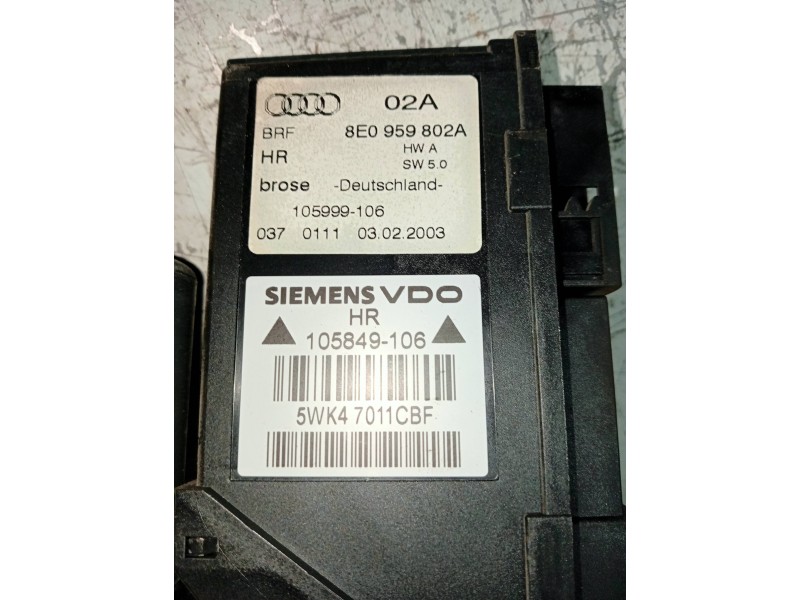 02A
BRF 8E0 959 802A
HR HW A
SW 5.0
brose -Deutschland-
105999-106
037 0111 03.02.2003
SIEMENS VDO
HR
105849-106
5WK4 7011CBF